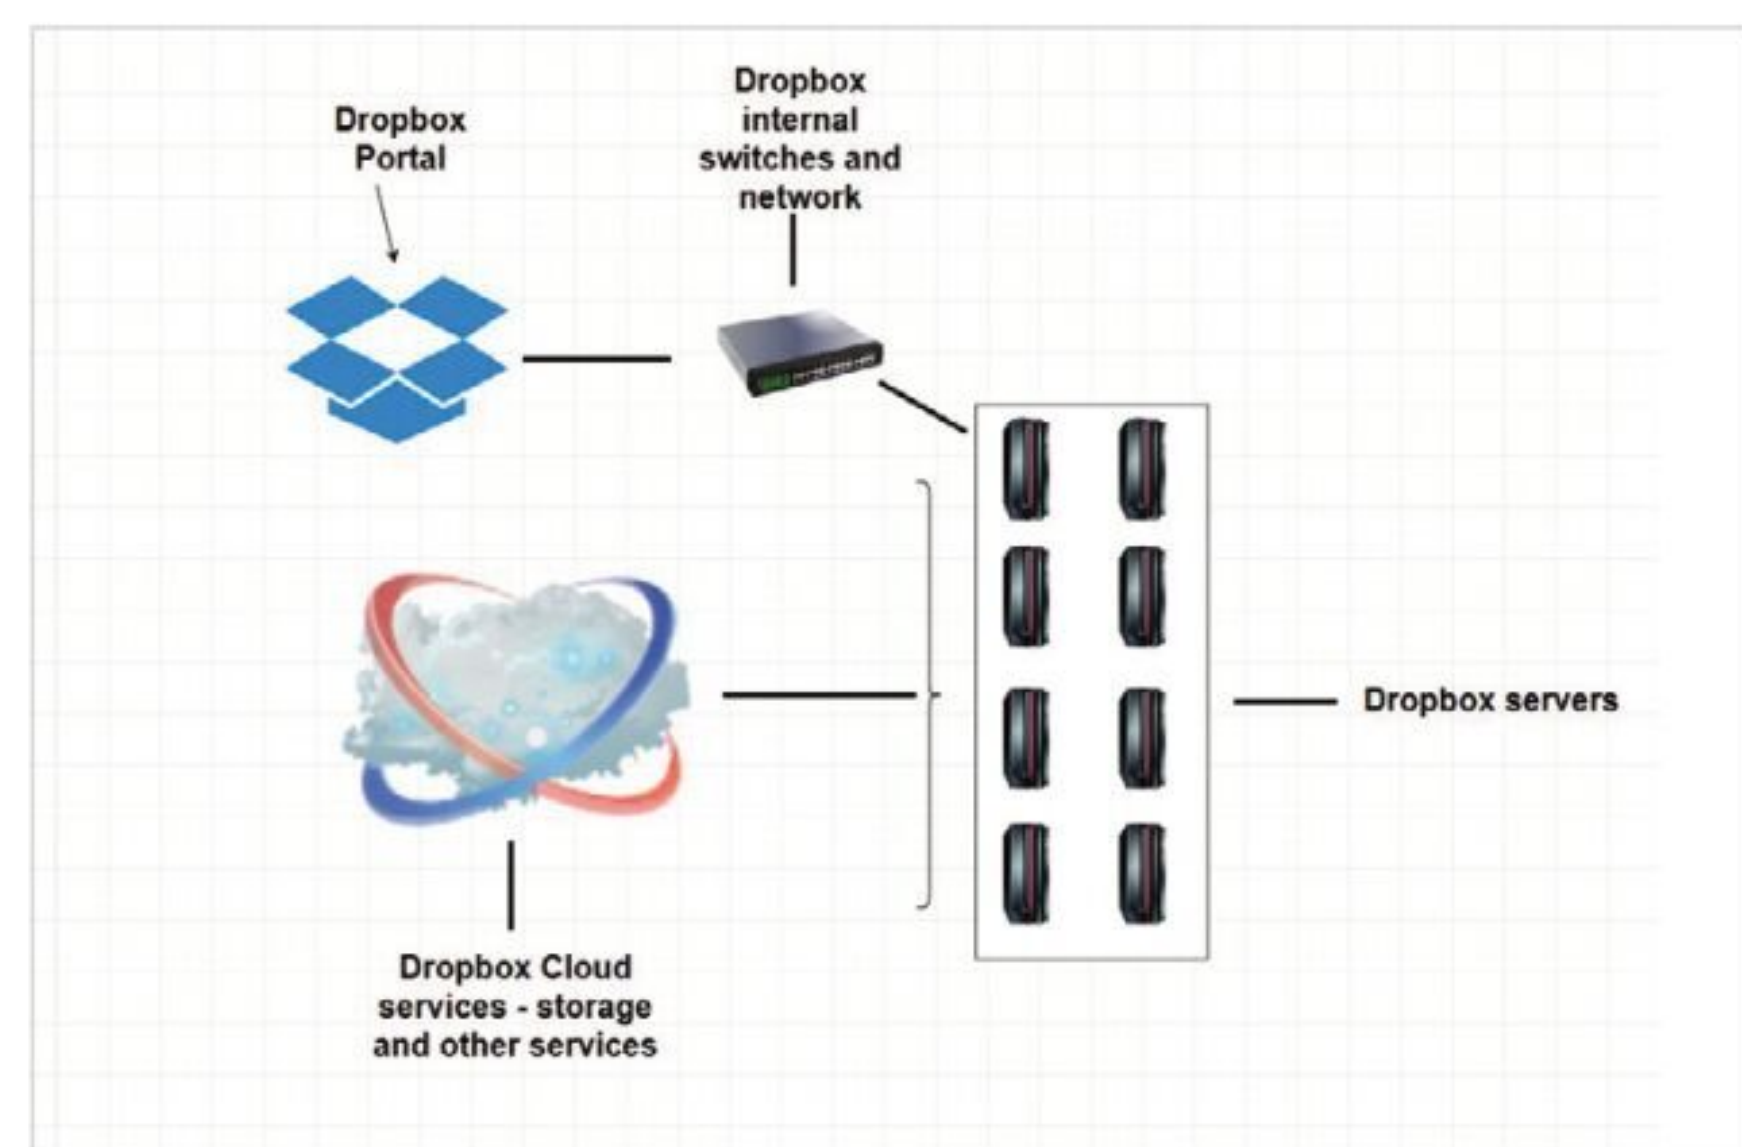 Dropbox
Portal
Dropbox
internal
switches and
network
Dropbox servers
Dropbox Cloud
services - storage
and other services